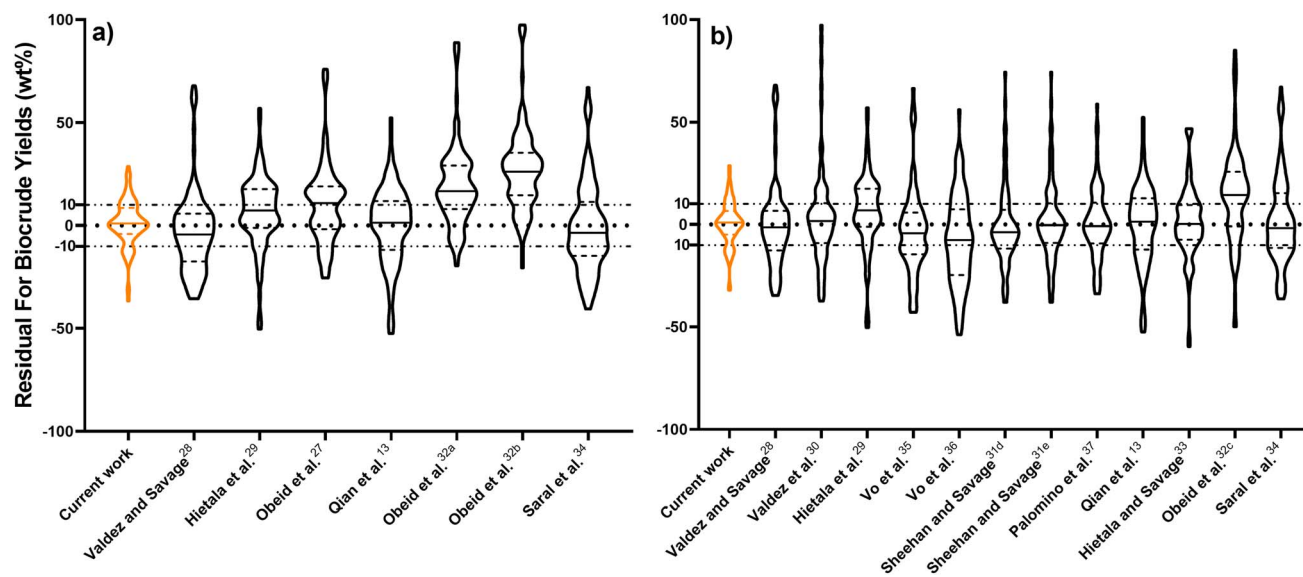 Residual For Biocrude Yields (wt%)
a)
100
50
10
0
-10
-50
-100
Current work
Valdez and Savage28
Hietala et al.29
Obeid et al.27
Qian et al.13
Obeid et al.32a
Obeid et al.32b
Saral et al.34
b)
100
50
10
0
10
-50
-100
Current work
Valdez and Savage28
Valdez et al.30
Hietala et al.29
Vo et al.35
Vo et al.36
Sheehan and Savage31d
Sheehan and Savage31e
Palomino et al.37
Qian et al.13
Hietala and Savage33
Obeid et al.32c
Saral et al.34